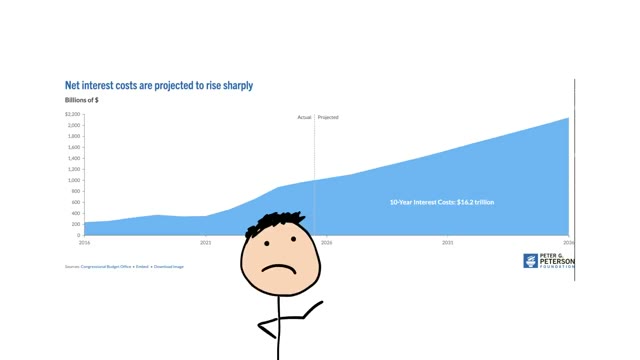 Net interest costs are projected to rise sharply
Billions of $
Actual
Projected
$2,200
2,000
1,800
1,600
1,400
1,200
1,000
800
600
400
200
0
10-Year Interest Costs: $16.2 trillion
2016
2021
2026
2031
2036
Sources: Congressional Budget Office • Embed • Download image
PETER G.
PETERSON
FOUNDATION